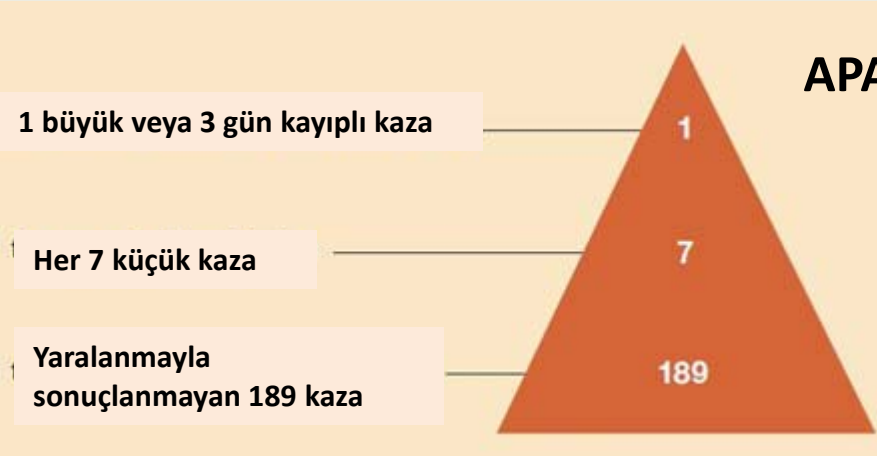 APA
1 büyük veya 3 gün kayıplı kaza
1
Her 7 küçük kaza
7
Yaralanmayla
sonuçlanmayan 189 kaza
189